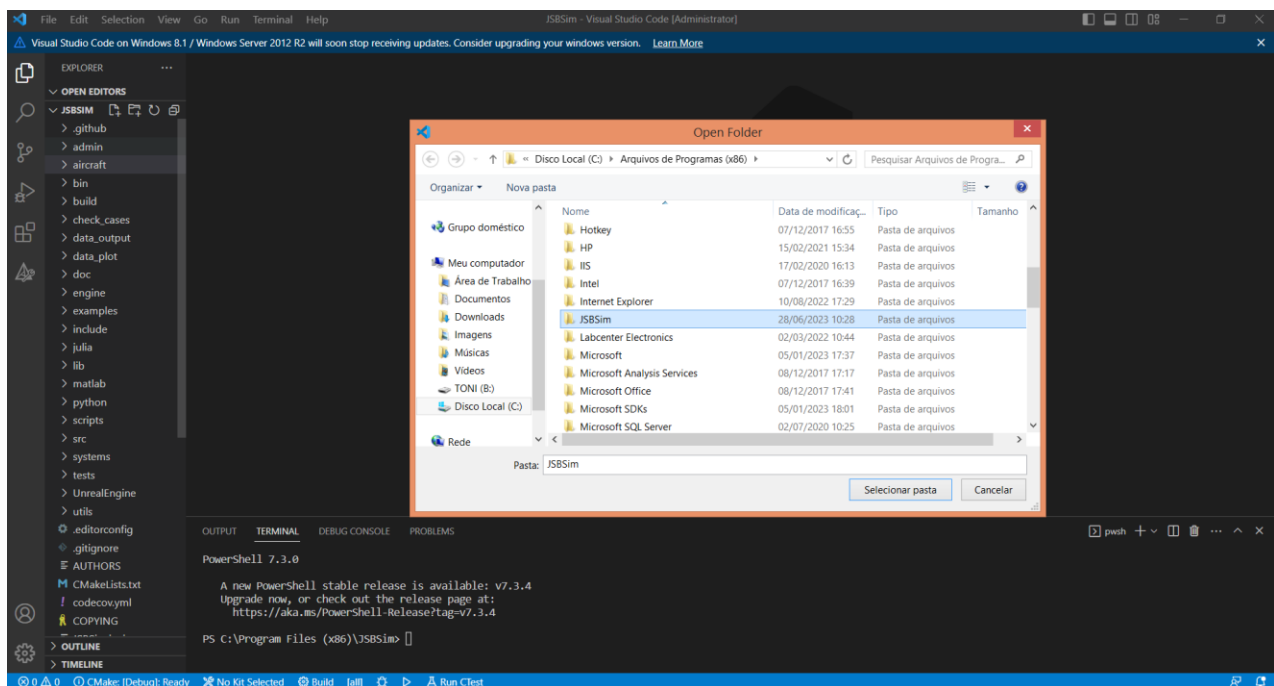 File Edit Selection View Go Run Terminal Help
JSBSim - Visual Studio Code [Administrator]
Visual Studio Code on Windows 8.1 / Windows Server 2012 R2 will soon stop receiving updates. Consider upgrading your windows version. Learn More
EXPLORER
OPEN EDITORS
JSBSIM
.github
admin
aircraft
bin
build
check_cases
data_output
data_plot
doc
engine
examples
include
julia
lib
matlab
python
scripts
src
systems
tests
UnrealEngine
utils
.editorconfig
.gitignore
AUTHORS
CMakeLists.txt
codecov.yml
COPYING
OUTLINE
TIMELINE
Open Folder
« Disco Local (C:) Arquivos de Programas (x86)
Pesquisar Arquivos de Progra...
Organizar Nova pasta
Grupo doméstico
Meu computador
Área de Trabalho
Documentos
Downloads
Imagens
Músicas
Vídeos
TONI (B:)
Disco Local (C:)
Rede
Nome Data de modificaç... Tipo Tamanho
Hotkey 07/12/2017 16:55 Pasta de arquivos
HP 15/02/2021 15:34 Pasta de arquivos
IIS 17/02/2020 16:13 Pasta de arquivos
Intel 07/12/2017 16:39 Pasta de arquivos
Internet Explorer 10/08/2022 17:29 Pasta de arquivos
JSBSim 28/06/2023 10:28 Pasta de arquivos
Labcenter Electronics 02/03/2022 10:44 Pasta de arquivos
Microsoft 05/01/2023 17:37 Pasta de arquivos
Microsoft Analysis Services 08/12/2017 17:17 Pasta de arquivos
Microsoft Office 08/12/2017 17:41 Pasta de arquivos
Microsoft SDKs 05/01/2023 18:01 Pasta de arquivos
Microsoft SQL Server 02/07/2020 10:25 Pasta de arquivos
Pasta: JSBSim
Selecionar pasta Cancelar
OUTPUT TERMINAL DEBUG CONSOLE PROBLEMS
pwsh
PowerShell 7.3.0
A new PowerShell stable release is available: v7.3.4
Upgrade now, or check out the release page at:
https://aka.ms/PowerShell-Release?tag=v7.3.4
PS C:\Program Files (x86)\JSBSim>
0 0 CMake: [Debug]: Ready No Kit Selected Build [all] Run CTest